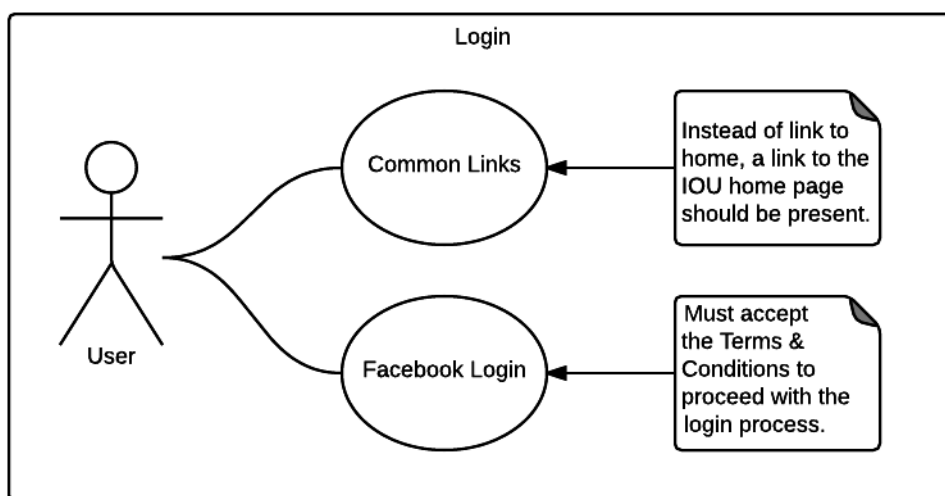 Login
Common Links
Instead of link to
home, a link to the
IOU home page
should be present.
User
Facebook Login
Must accept
the Terms &
Conditions to
proceed with the
login process.